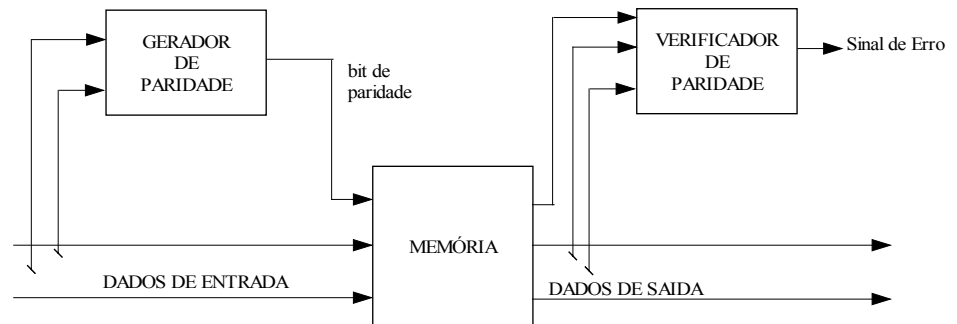 GERADOR
DE
PARIDADE
bit de
paridade
VERIFICADOR
DE
PARIDADE
Sinal de Erro
MEMÓRIA
DADOS DE ENTRADA
DADOS DE SAIDA